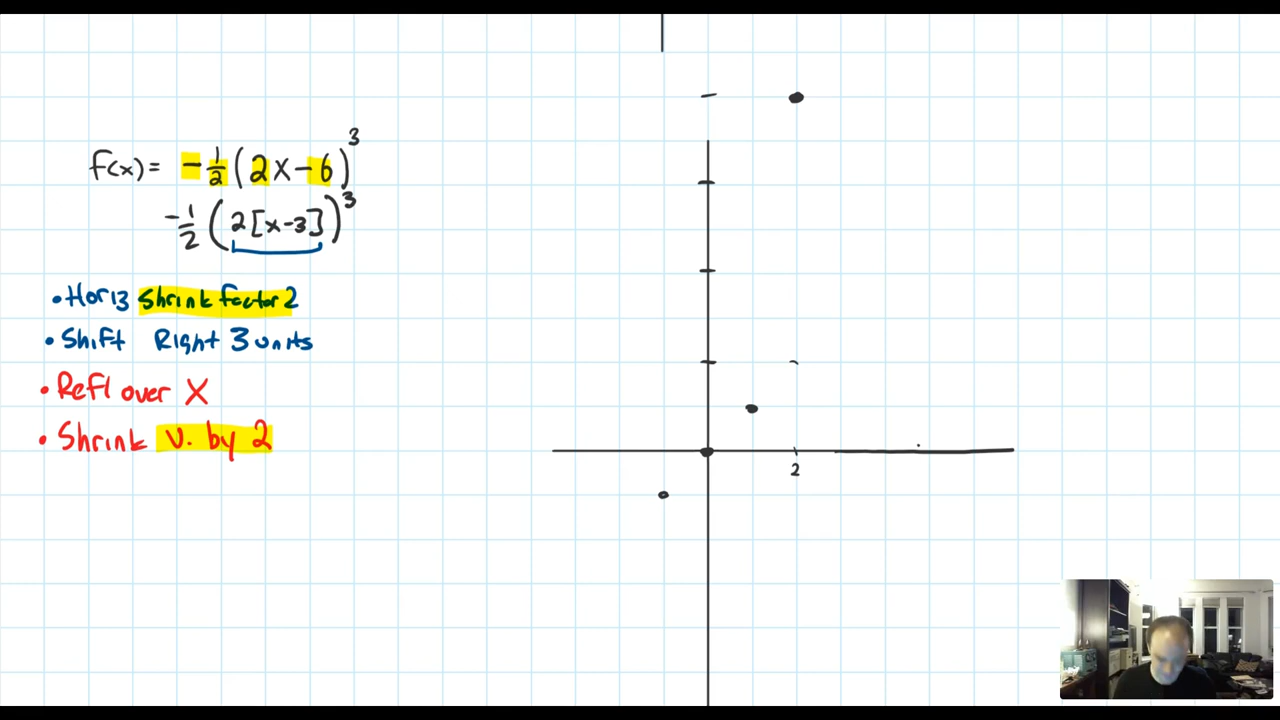 f(x) = -1/2(2x-6)^3
-1/2(2[x-3])^3
• Horiz Shrink factor 2
• Shift Right 3 units
• Refl over X
• Shrink v. by 2
2